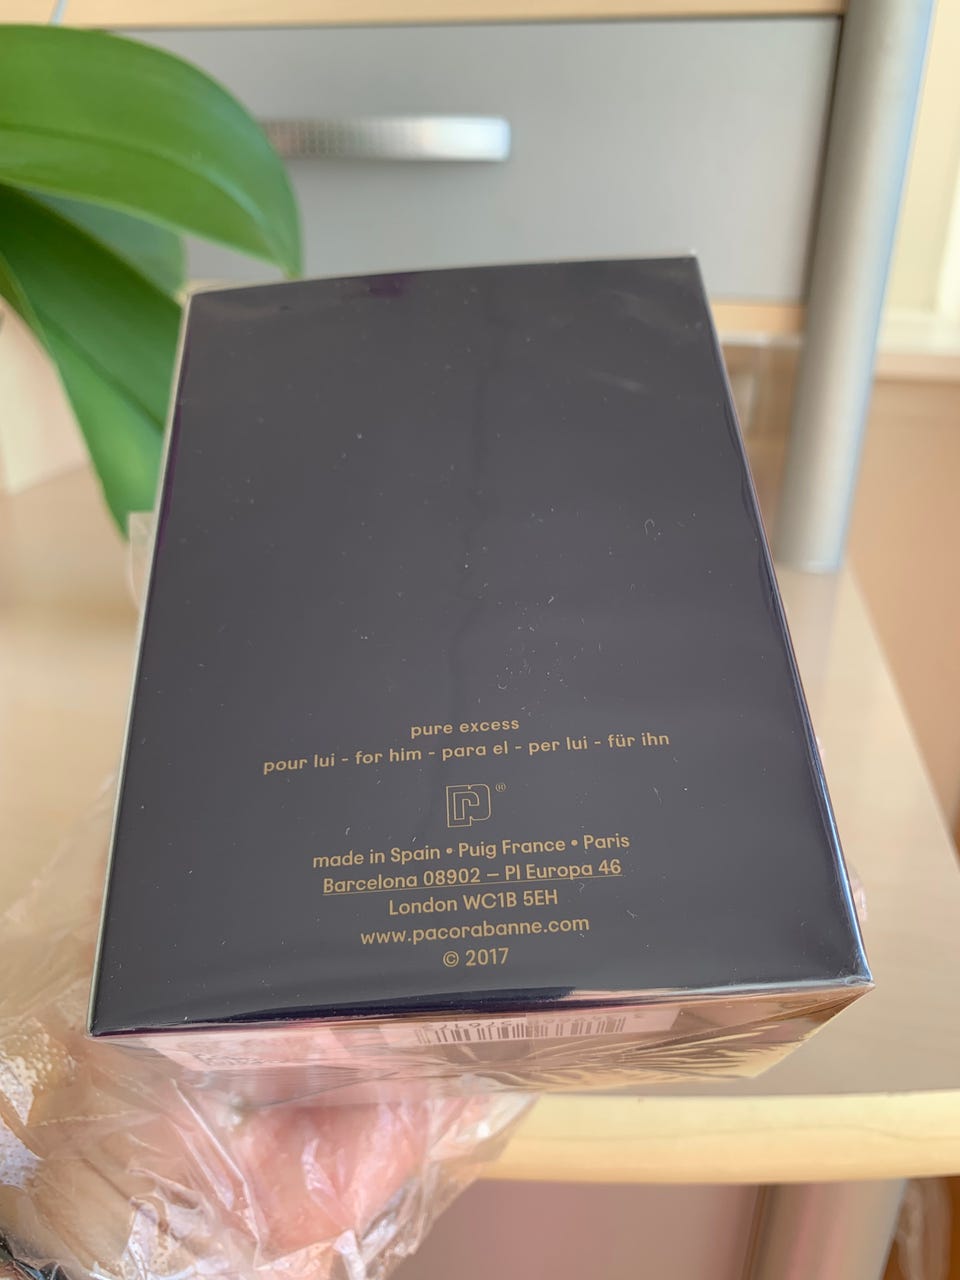 pure excess
pour lui - for him - para el - per lui - für ihn
®
made in Spain • Puig France • Paris
Barcelona 08902 – Pl Europa 46
London WC1B 5EH
www.pacorabanne.com
© 2017